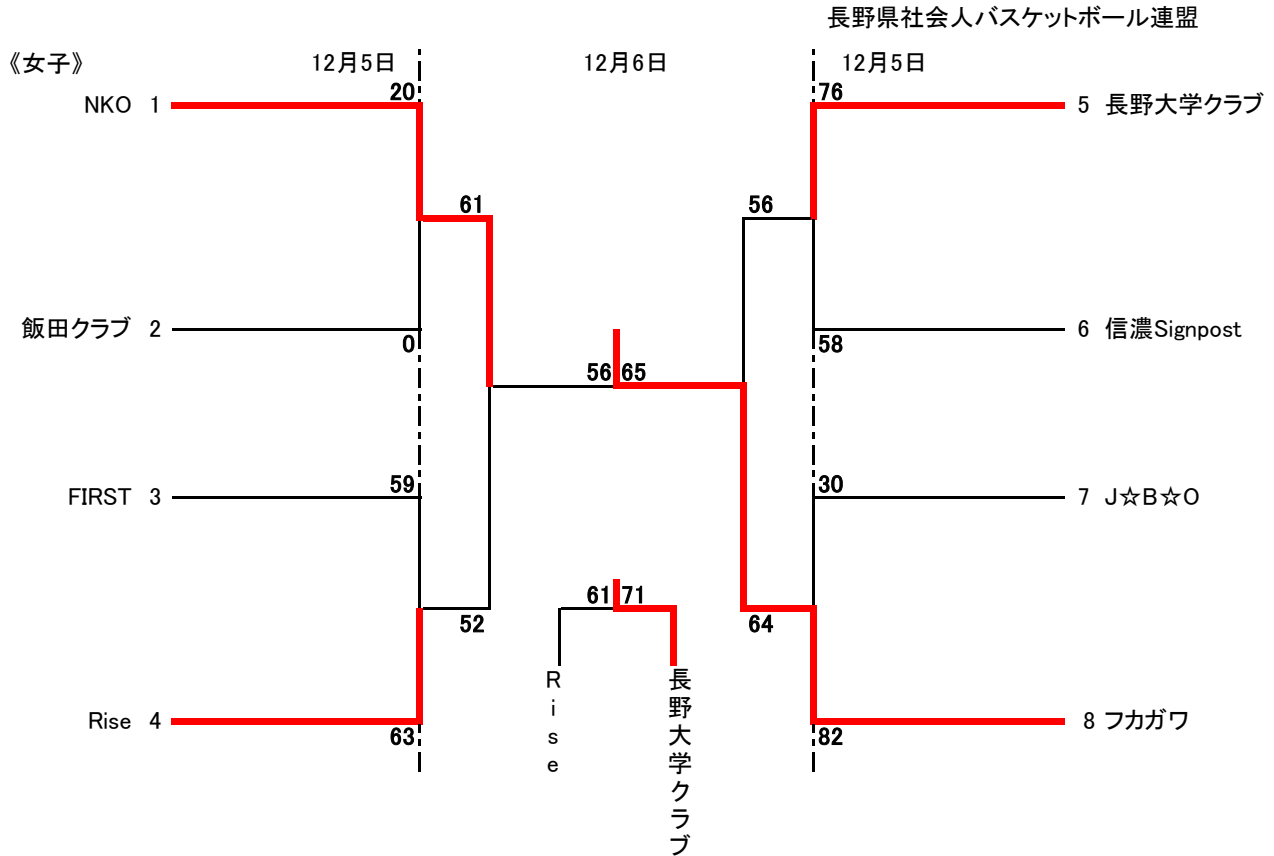 長野県社会人バスケットボール連盟
《女子》 12月5日 12月6日 12月5日
20 76
NKO 1 5 長野大学クラブ
61 56
飯田クラブ 2 6 信濃Signpost
0 58
56 65
59 30
FIRST 3 7 J☆B☆O
61 71
52 64
Rise 4 8 フカガワ
63 82
Rise
長野大学クラブ